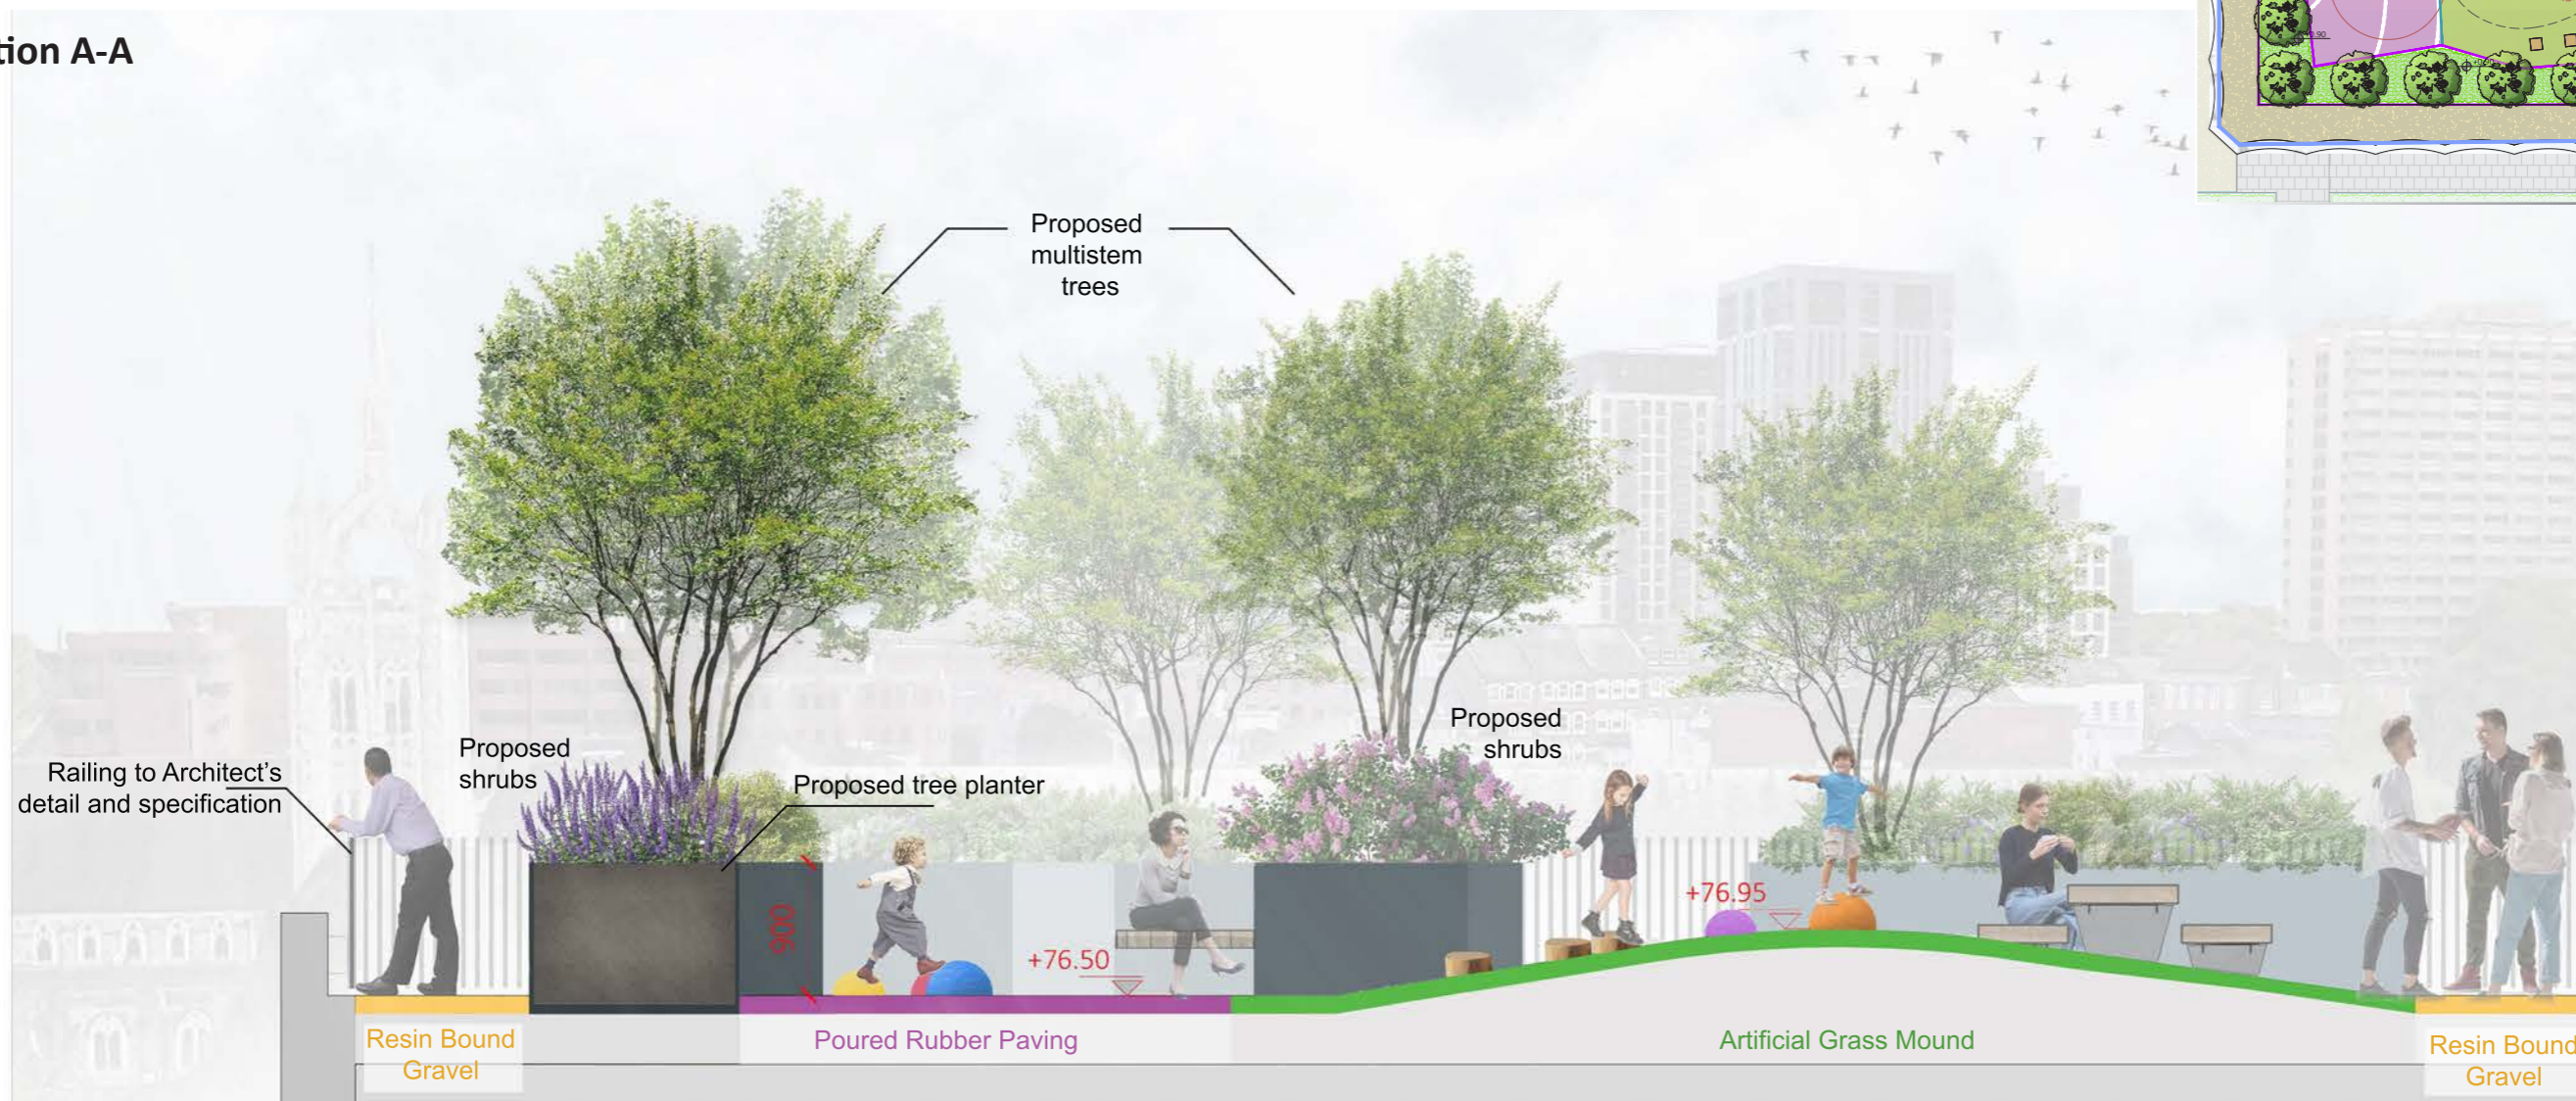 tion A-A
Proposed
multistem
trees
Proposed
shrubs
Proposed
shrubs
Railing to Architect's
detail and specification
Proposed tree planter
900
+76.50
+76.95
Resin Bound
Gravel
Poured Rubber Paving
Artificial Grass Mound
Resin Bound
Gravel